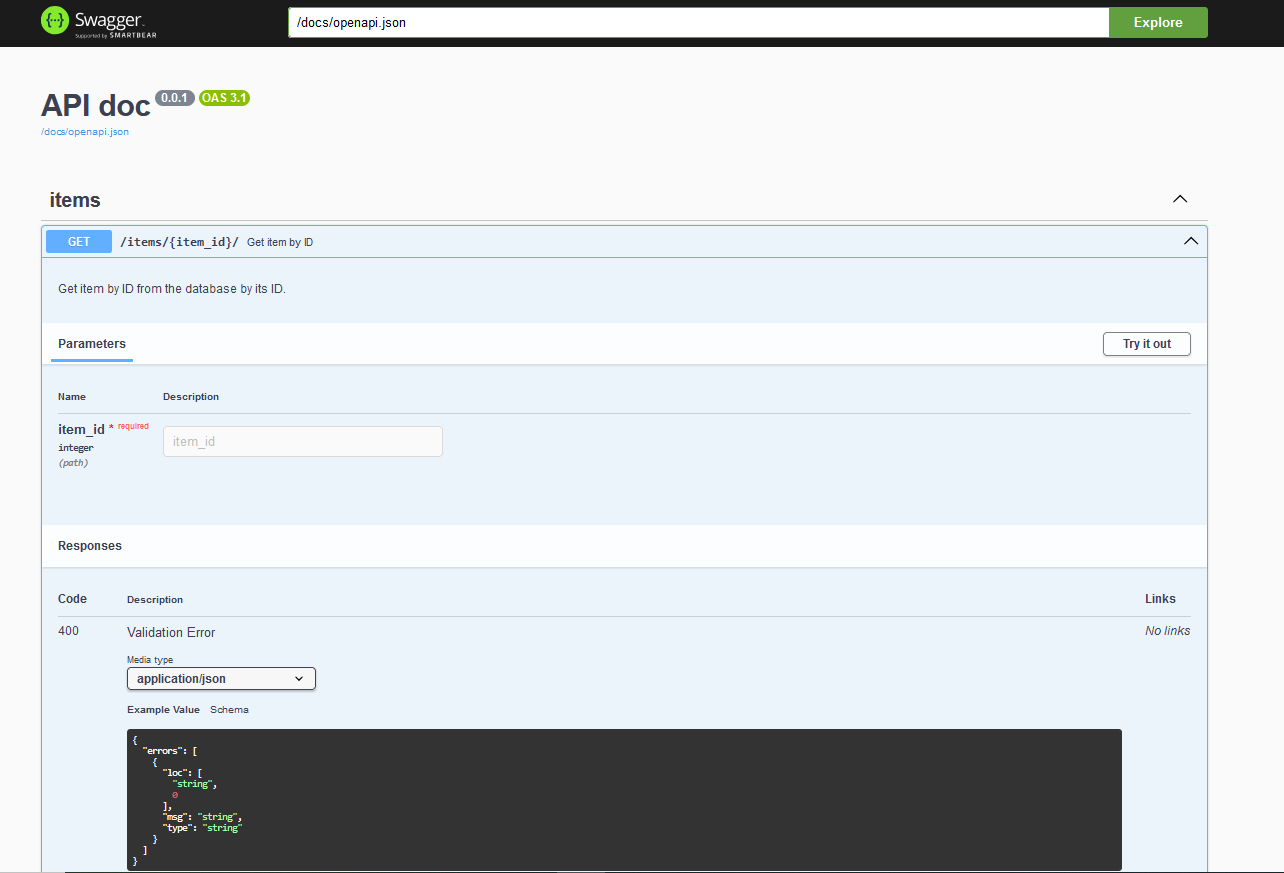 Swagger.
Supported by SMARTBEAR
/docs/openapi.json
Explore
API doc 0.0.1 OAS 3.1
/docs/openapi.json
items
GET /items/{item_id}/ Get item by ID
Get item by ID from the database by its ID.
Parameters
Try it out
Name Description
item_id * required
integer
(path)
item_id
Responses
Code Description Links
400 Validation Error No links
Media type
application/json
Example Value Schema
{
  "errors": [
    {
      "loc": [
        "string",
        0
      ],
      "msg": "string",
      "type": "string"
    }
  ]
}